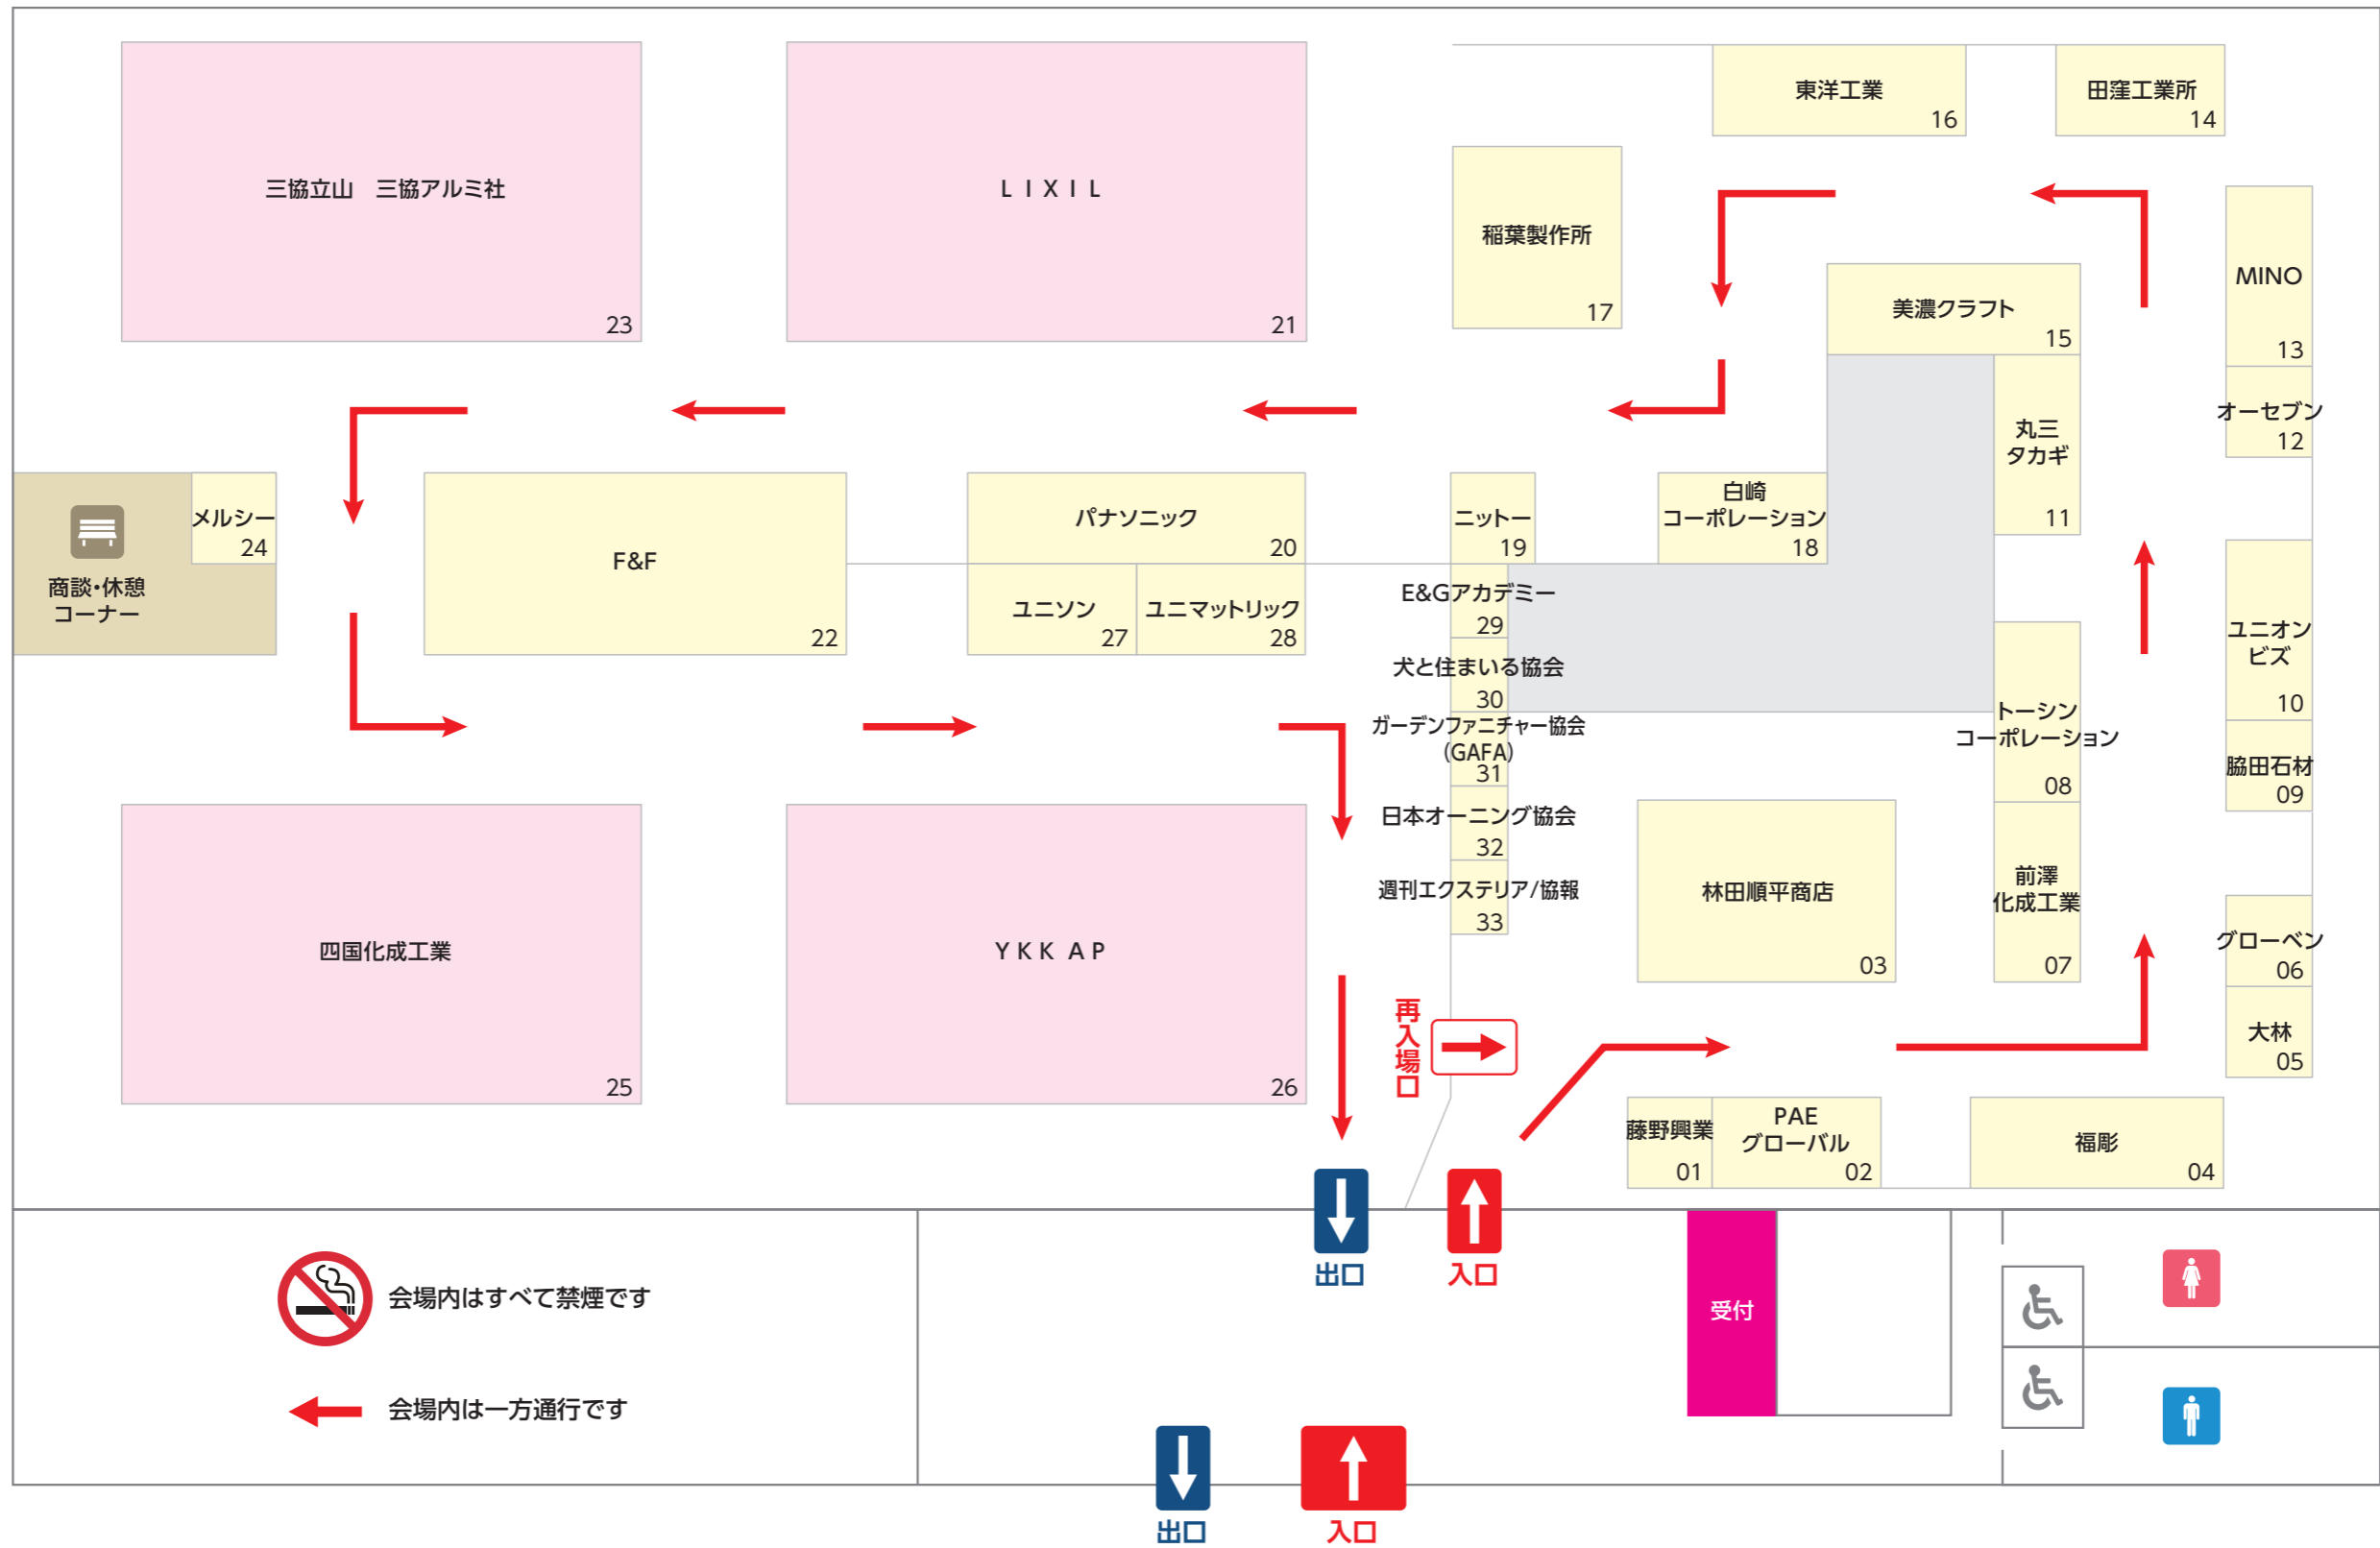 三協立山　三協アルミ社
23
LIXIL
21
東洋工業
16
田窪工業所
14
稲葉製作所
17
美濃クラフト
15
MINO
13
オーセブン
12
丸三
タカギ
11
メルシー
24
商談・休憩
コーナー
F&F
22
パナソニック
20
ユニソン
27
ユニマットリック
28
ニットー
19
白崎
コーポレーション
18
E&Gアカデミー
29
犬と住まいる協会
30
ガーデンファニチャー協会
(GAFA)
31
日本オーニング協会
32
週刊エクステリア/協報
33
トーシン
コーポレーション
08
ユニオン
ビズ
10
脇田石材
09
林田順平商店
03
前澤
化成工業
07
グローベン
06
大林
05
四国化成工業
25
YKK AP
26
再入場口
藤野興業
01
PAE
グローバル
02
福彫
04
出口
入口
受付
会場内はすべて禁煙です
会場内は一方通行です
出口
入口